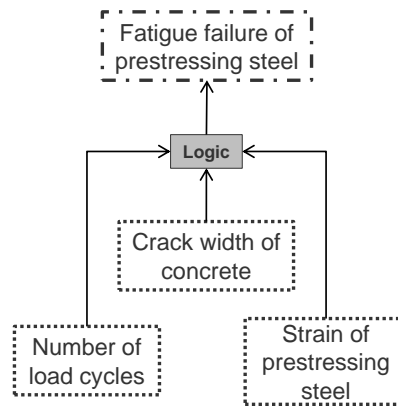 Fatigue failure of
prestressing steel
Logic
Crack width of
concrete
Number of
load cycles
Strain of
prestressing
steel